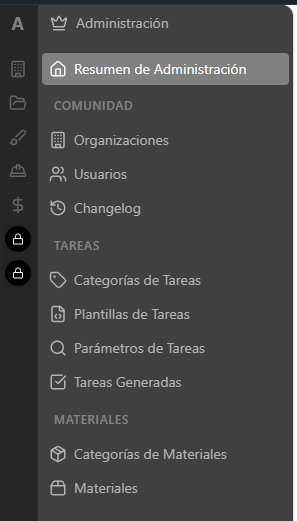 A
Administración
Resumen de Administración
COMUNIDAD
Organizaciones
Usuarios
Changelog
TAREAS
Categorías de Tareas
Plantillas de Tareas
Parámetros de Tareas
Tareas Generadas
MATERIALES
Categorías de Materiales
Materiales